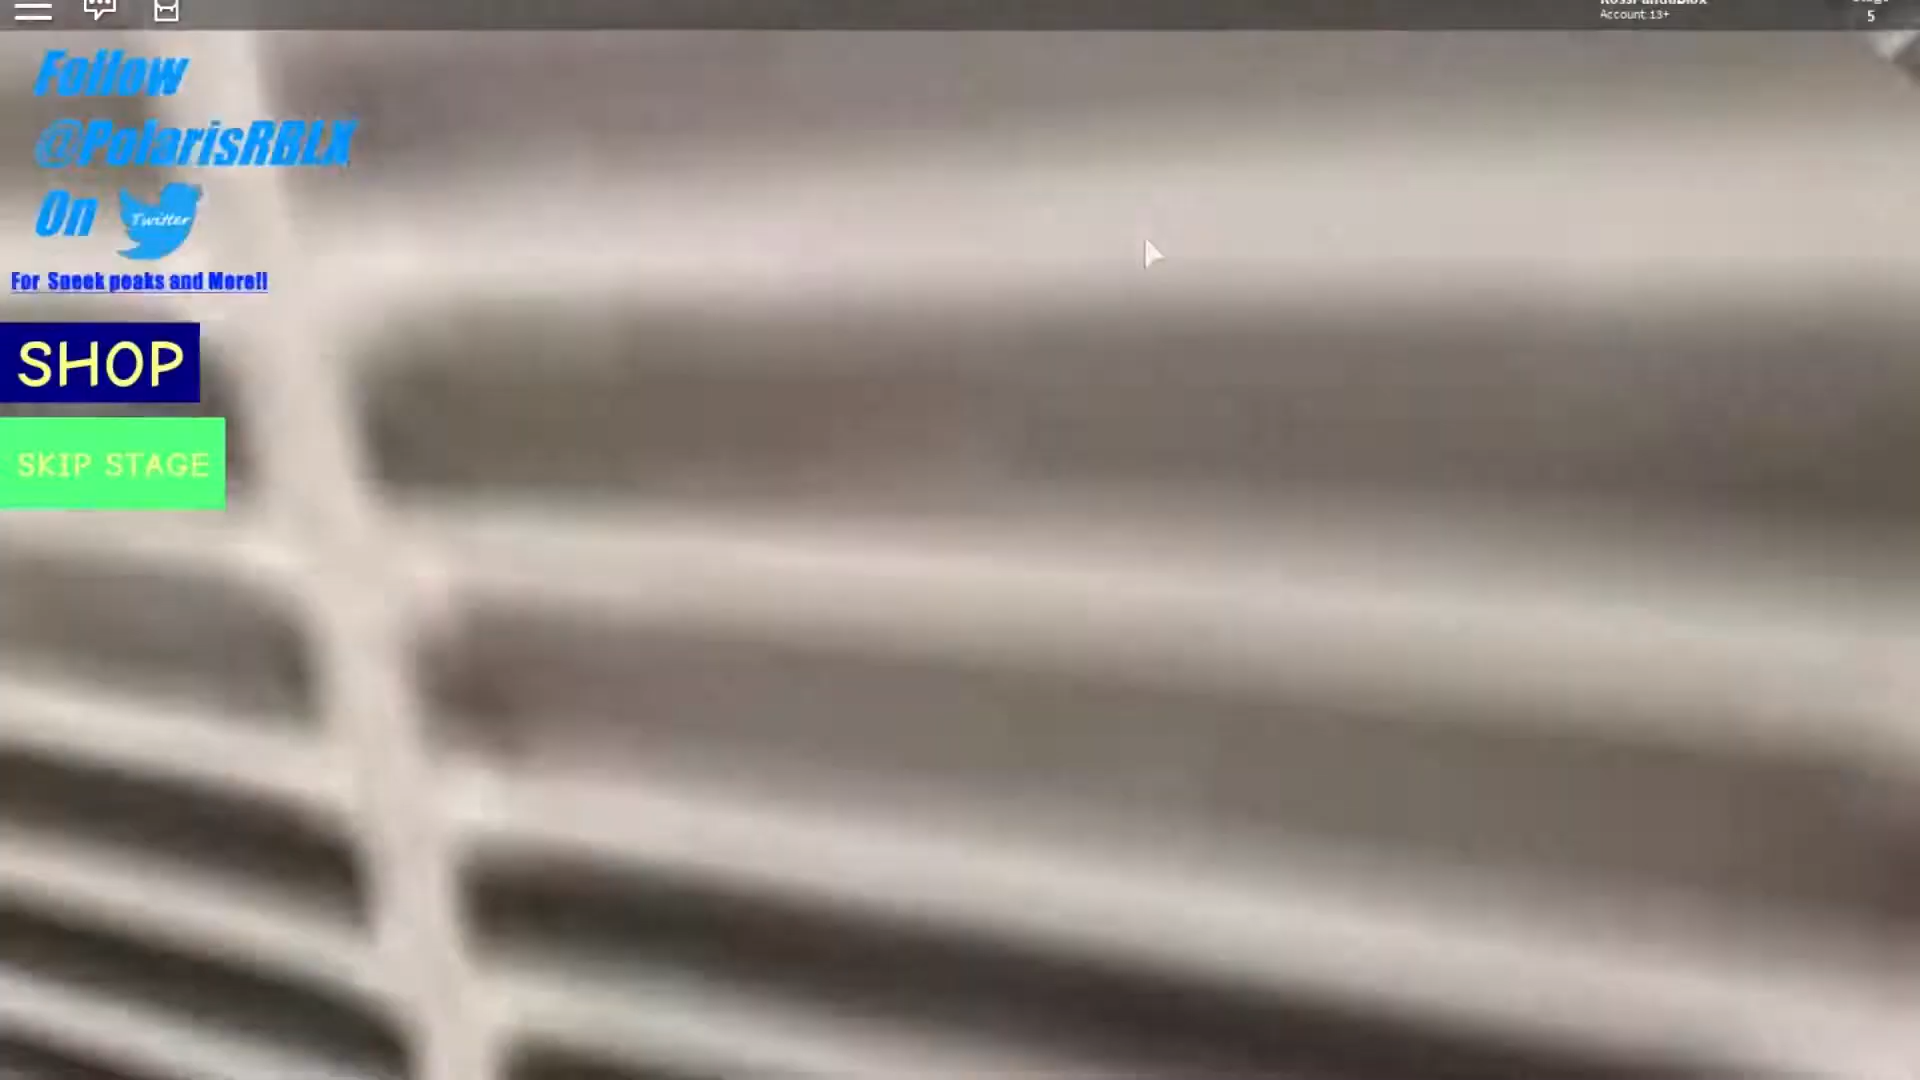 Account: 13+
5
Follow
@PolarisRBLX
On Twitter
For Sneek peaks and More!!
SHOP
SKIP STAGE